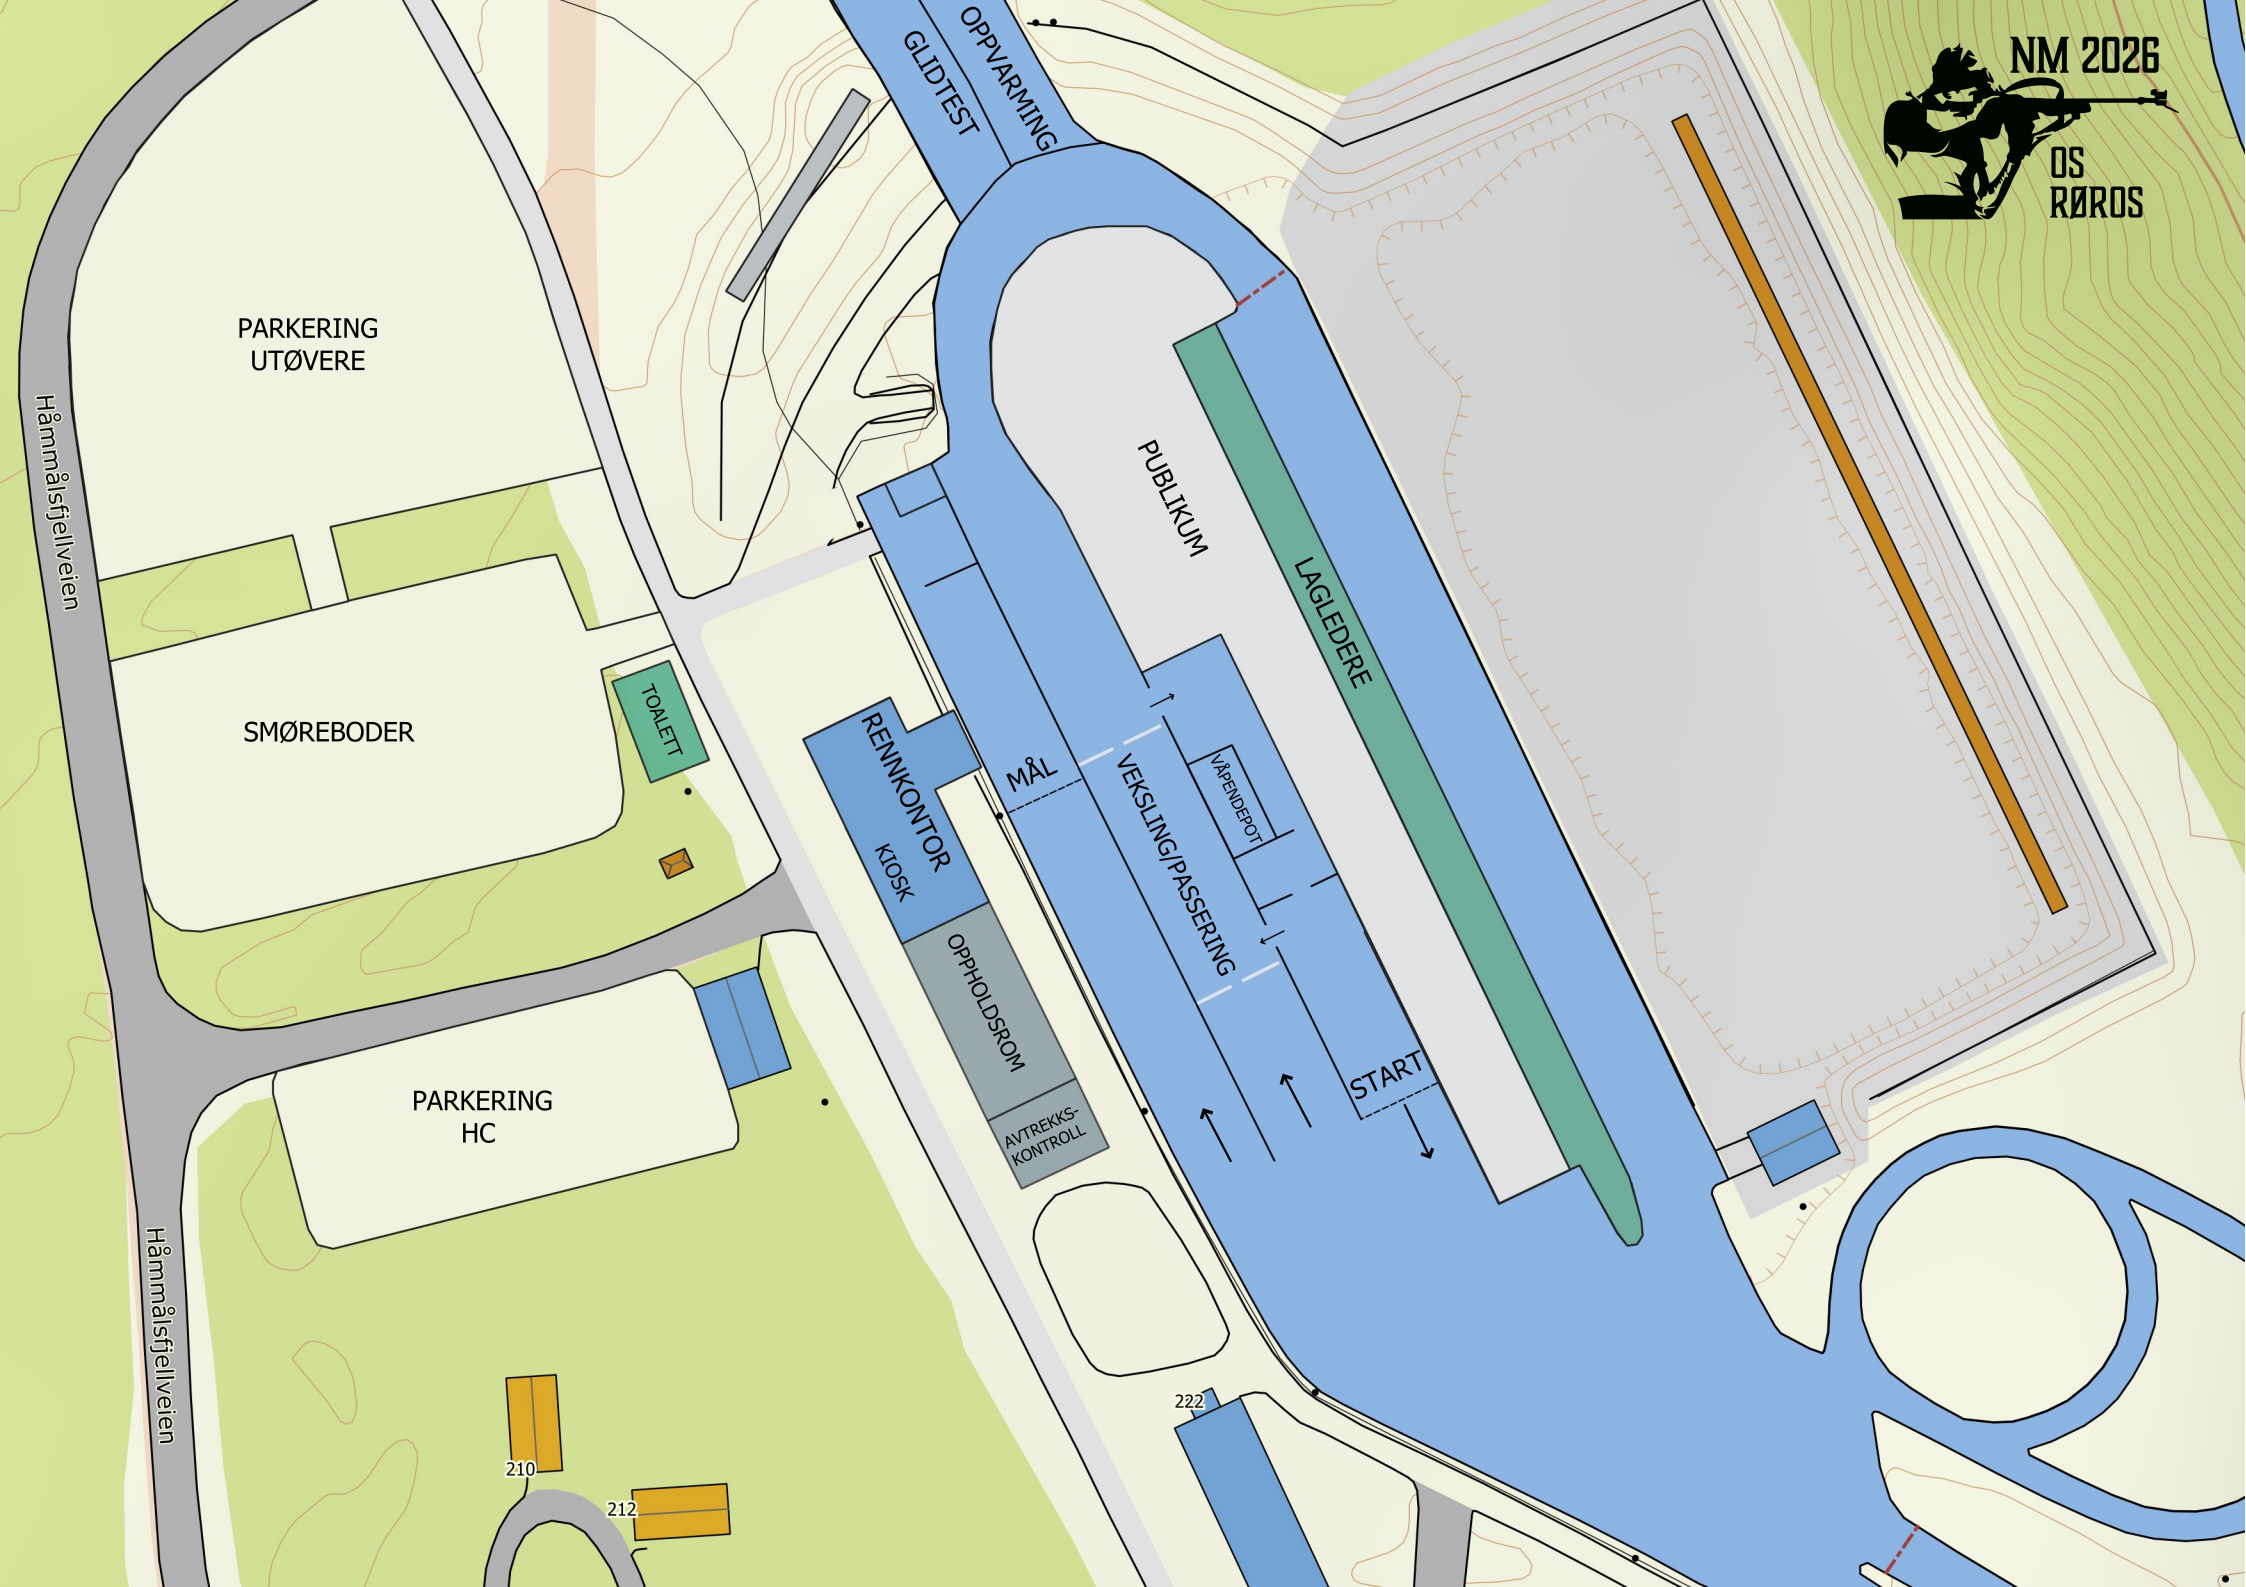 OPPVARMING
GLIDTEST
NM 2026
OS
RØROS
PARKERING
UTØVERE
Håmmålsfjellveien
PUBLIKUM
LAGLEDERE
SMØREBODER
TOALETT
RENNKONTOR
KIOSK
MÅL
VEKSLING/PASSERING
VÅPENDEPOT
OPPHOLDSROM
AVTREKKS-
KONTROLL
START
PARKERING
HC
Håmmålsfjellveien
222
210
212